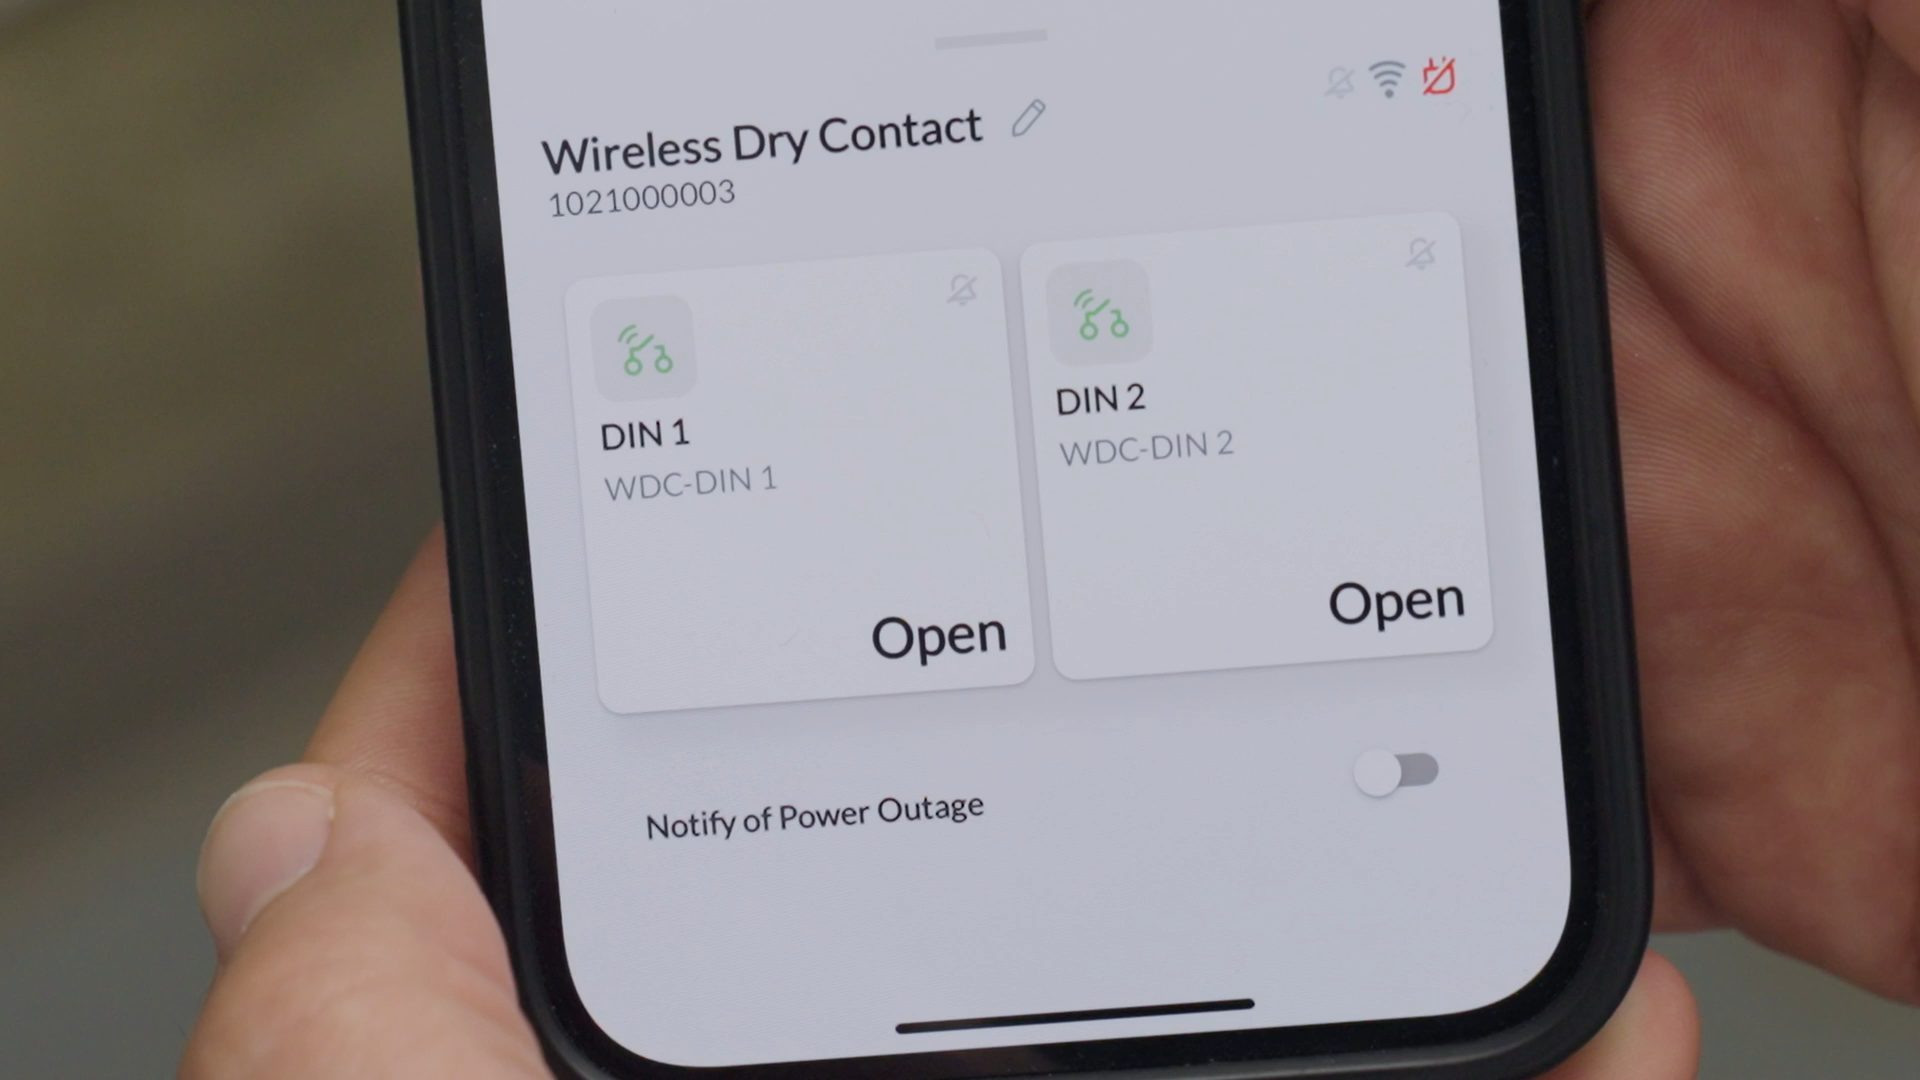 Wireless Dry Contact
1021000003
DIN 1
WDC-DIN 1
Open
DIN 2
WDC-DIN 2
Open
Notify of Power Outage